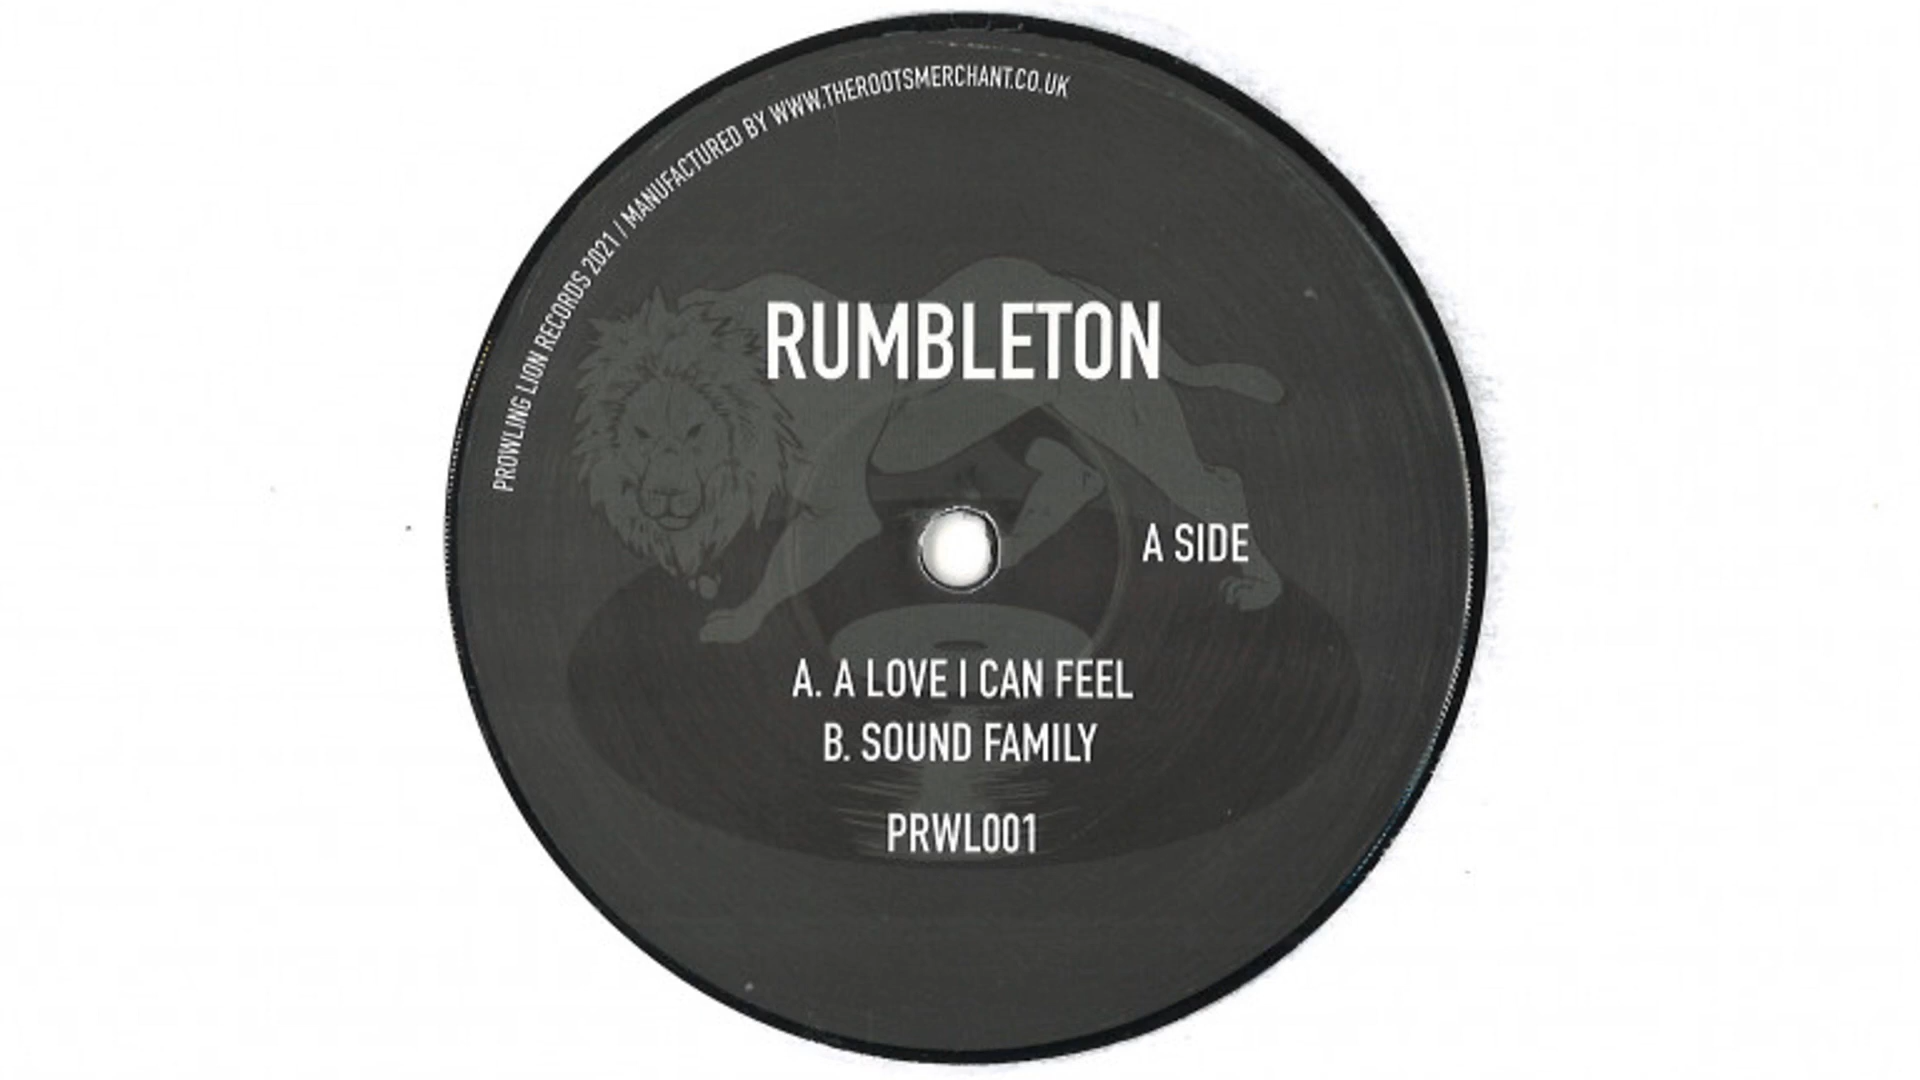 PROWLING LION RECORDS 2021 / MANUFACTURED BY WWW.THEROOTSMERCHANT.CO.UK
RUMBLETON
A SIDE
A. A LOVE I CAN FEEL
B. SOUND FAMILY
PRWL001